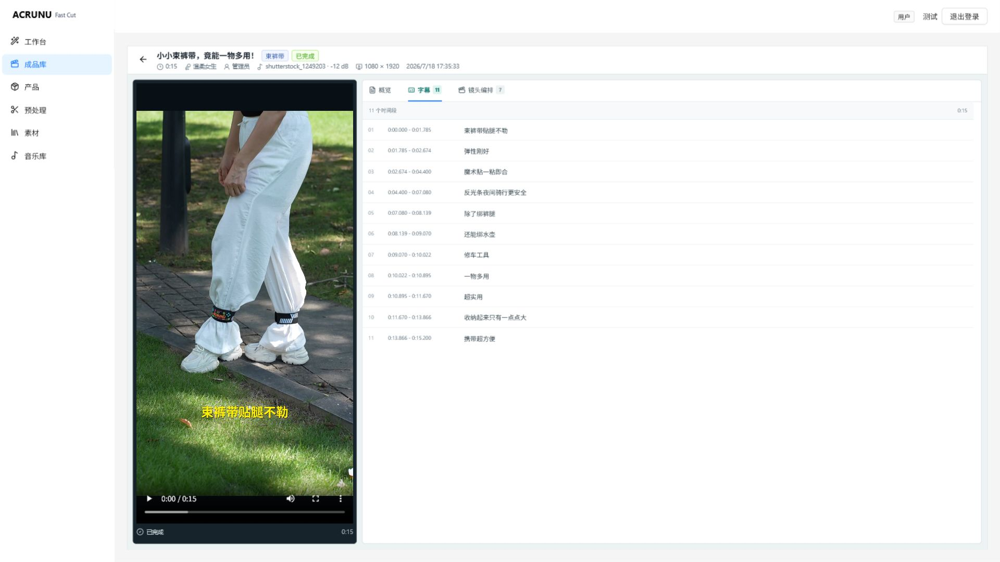 ACRUNU Fast Cut
用户 测试 退出登录
工作台
成品库
产品
预处理
素材
音乐库
小小束裤带，竟能一物多用！ 束裤带 已完成
0:15 温柔女生 管理员 shutterstock_1249203 · -12 dB 1080 × 1920 2026/7/18 17:35:33
概览 字幕 11 镜头编排 7
11 个时间段 0:15
01 0:00.000 - 0:01.785 束裤带贴腿不勒
02 0:01.785 - 0:02.674 弹性刚好
03 0:02.674 - 0:04.400 魔术贴一粘即合
04 0:04.400 - 0:07.080 反光条夜间骑行更安全
05 0:07.080 - 0:08.139 除了绑裤腿
06 0:08.139 - 0:09.070 还能绑水壶
07 0:09.070 - 0:10.022 修车工具
08 0:10.022 - 0:10.895 一物多用
09 0:10.895 - 0:11.670 超实用
10 0:11.670 - 0:13.866 收纳起来只有一点点大
11 0:13.866 - 0:15.200 携带超方便
ACRUNU
束裤带贴腿不勒
0:00 / 0:15
已完成 0:15